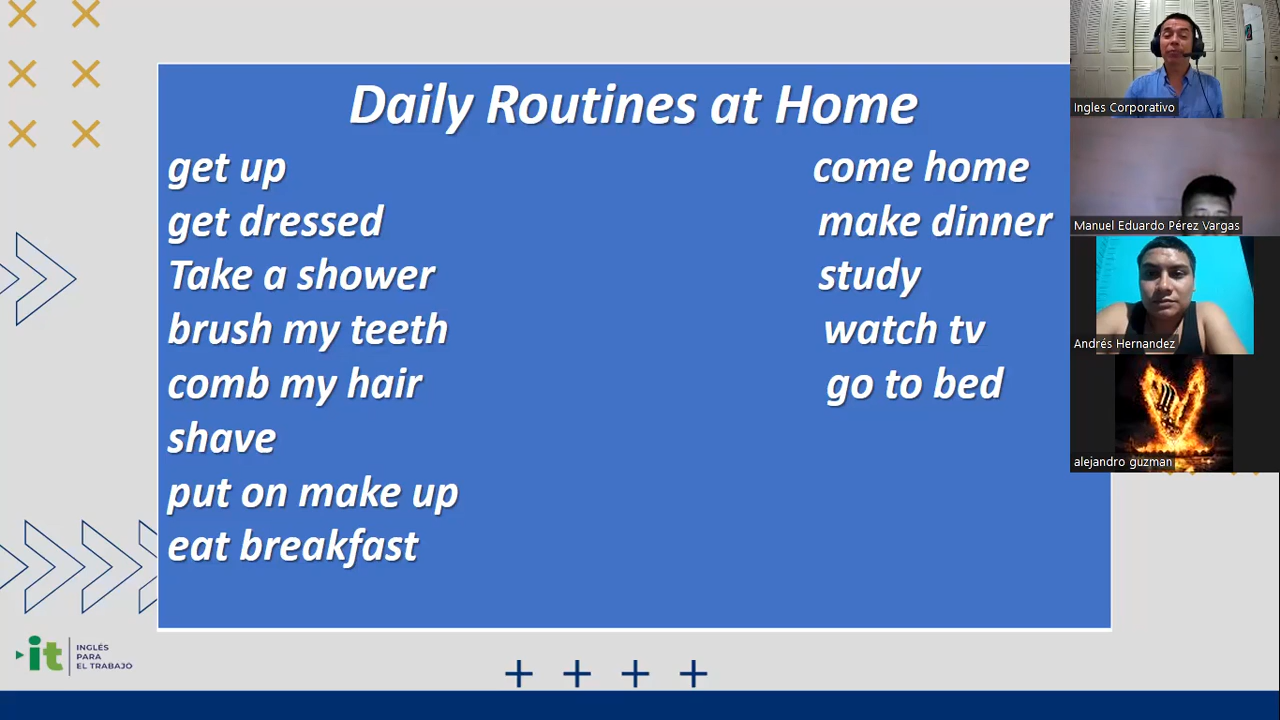 Daily Routines at Home
get up
get dressed
Take a shower
brush my teeth
comb my hair
shave
put on make up
eat breakfast
come home
make dinner
study
watch tv
go to bed
Ingles Corporativo
Manuel Eduardo Pérez Vargas
Andrés Hernandez
alejandro guzman
it
INGLÉS
PARA
EL TRABAJO